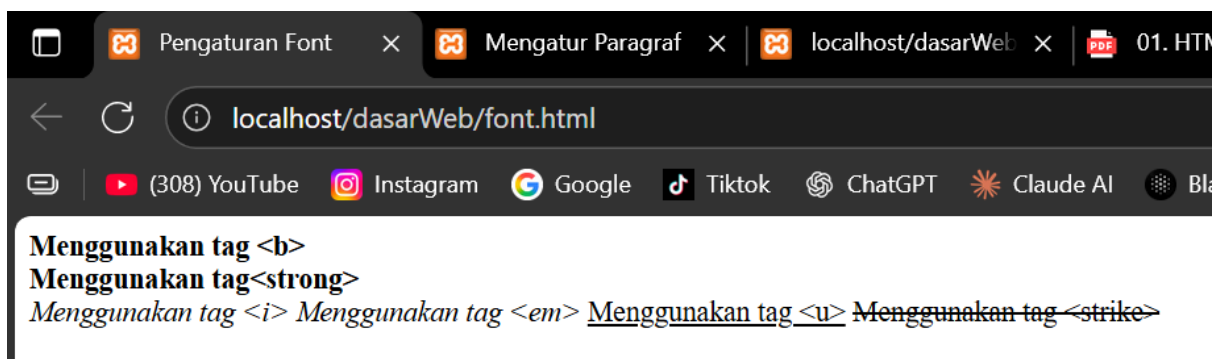 Pengaturan Font
Mengatur Paragraf
localhost/dasarWeb
01. HTM
localhost/dasarWeb/font.html
(308) YouTube
Instagram
Google
Tiktok
ChatGPT
Claude AI
Bla
Menggunakan tag <b>
Menggunakan tag<strong>
Menggunakan tag <i> Menggunakan tag <em> Menggunakan tag <u> Menggunakan tag <strike>